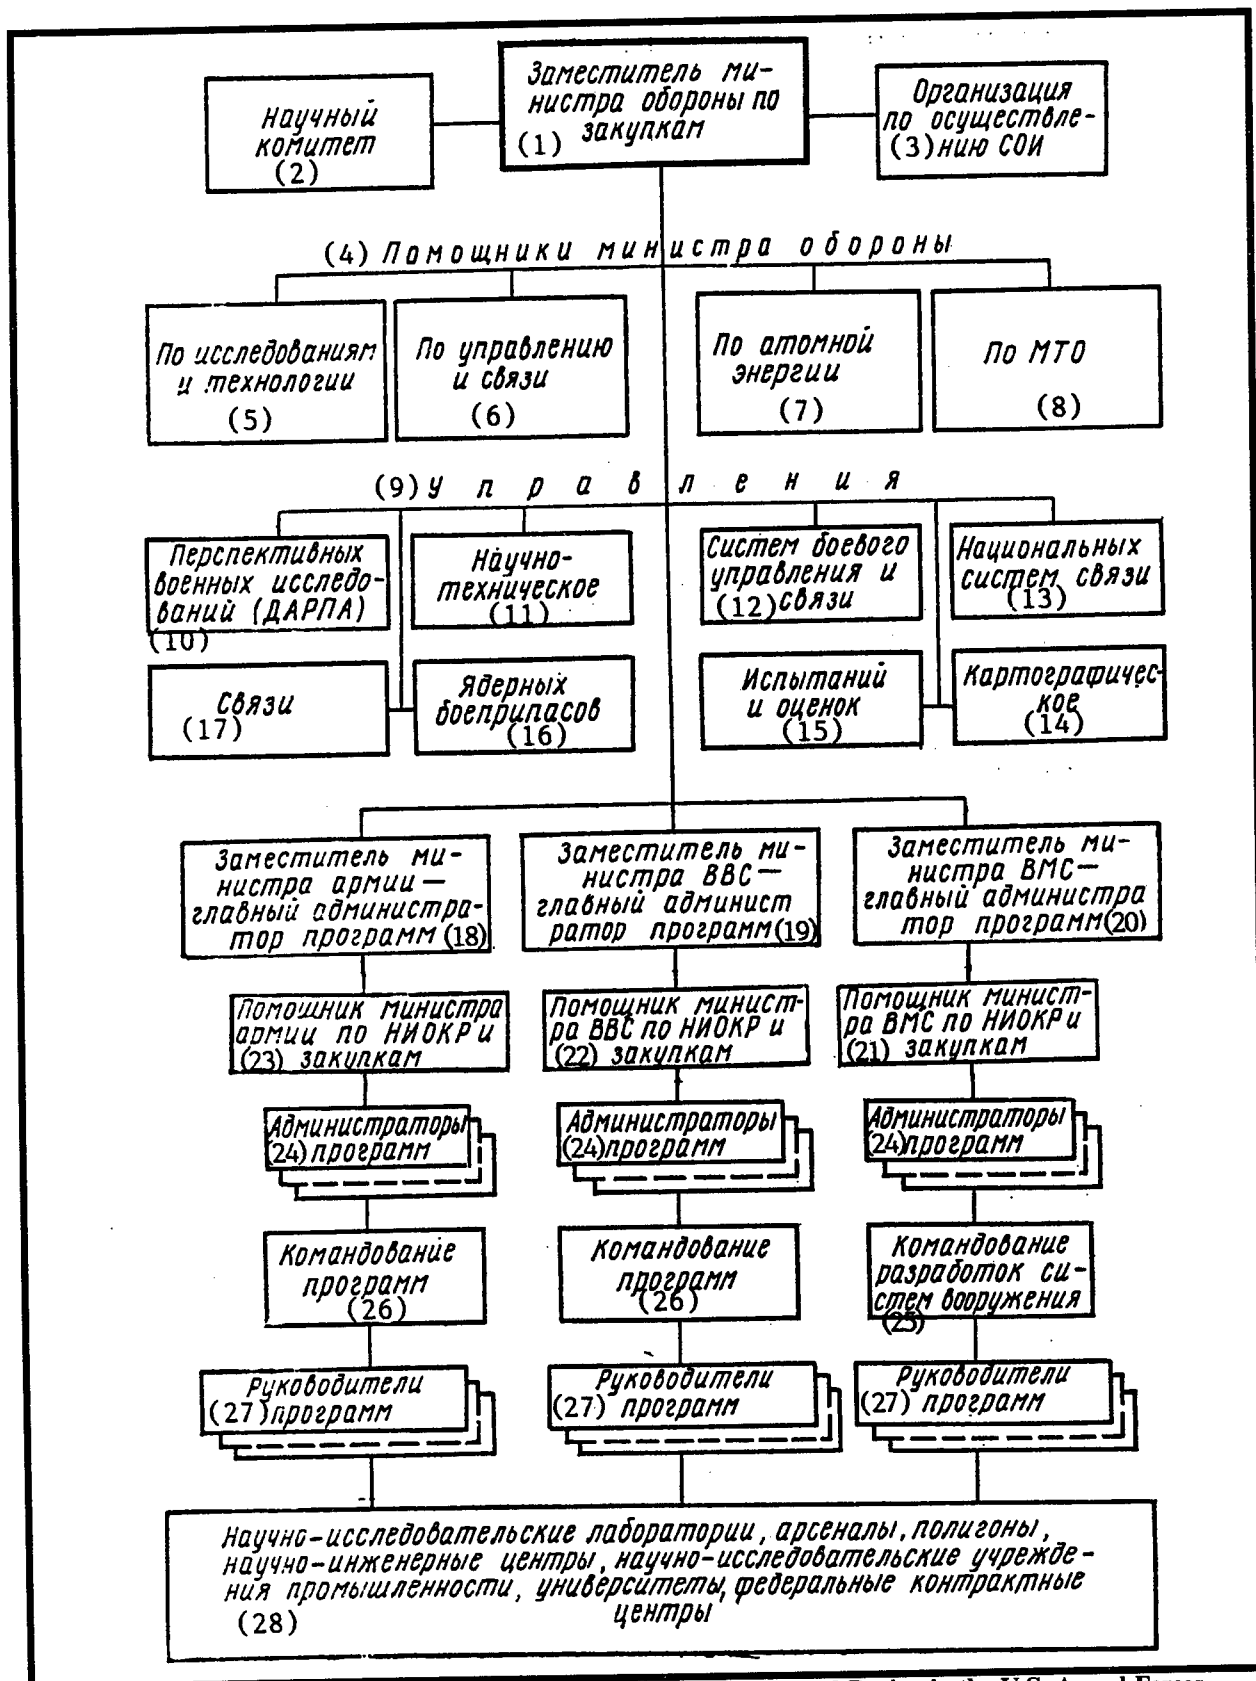 Заместитель ми-
нистра обороны по
(1) закупкам
Научный
комитет
(2)
Организация
по осуществле-
(3)нию СОИ
(4) Помощники министра обороны
По исследованиям
и технологии
(5)
По управлению
и связи
(6)
По атомной
энергии
(7)
По МТО
(8)
(9) Управления
Перспективных
военных исследо-
ваний (ДАРПА)
(10)
Научно-
техническое
(11)
Систем боевого
управления и
(12) связи
Национальных
систем связи
(13)
Связи
(17)
Ядерных
боеприпасов
(16)
Испытаний
и оценок
(15)
Картографичес-
кое
(14)
Заместитель ми-
нистра армии —
главный администра-
тор программ (18)
Заместитель ми-
нистра ВВС —
главный админист
ратор программ (19)
Заместитель ми-
нистра ВМС —
главный администра
тор программ (20)
Помошник министра
армии по НИОКР и
(23) закупкам
Помощник минист-
ра ВВС по НИОКР и
(22) закупкам
Помощник минист-
ра ВМС по НИОКР и
(21) закупкам
Администраторы
(24) программ
Администраторы
(24) программ
Администраторы
(24) программ
Командование
программ
(26)
Командование
программ
(26)
Командование
разработок си-
стем вооружения
(25)
Руководители
(27) программ
Руководители
(27) программ
Руководители
(27) программ
Научно-исследовательские лаборатории, арсеналы, полигоны,
научно-инженерные центры, научно-исследовательские учрежде-
ния промышленности, университеты, федеральные контрактные
(28) центры
in the U.S. Armed Forces